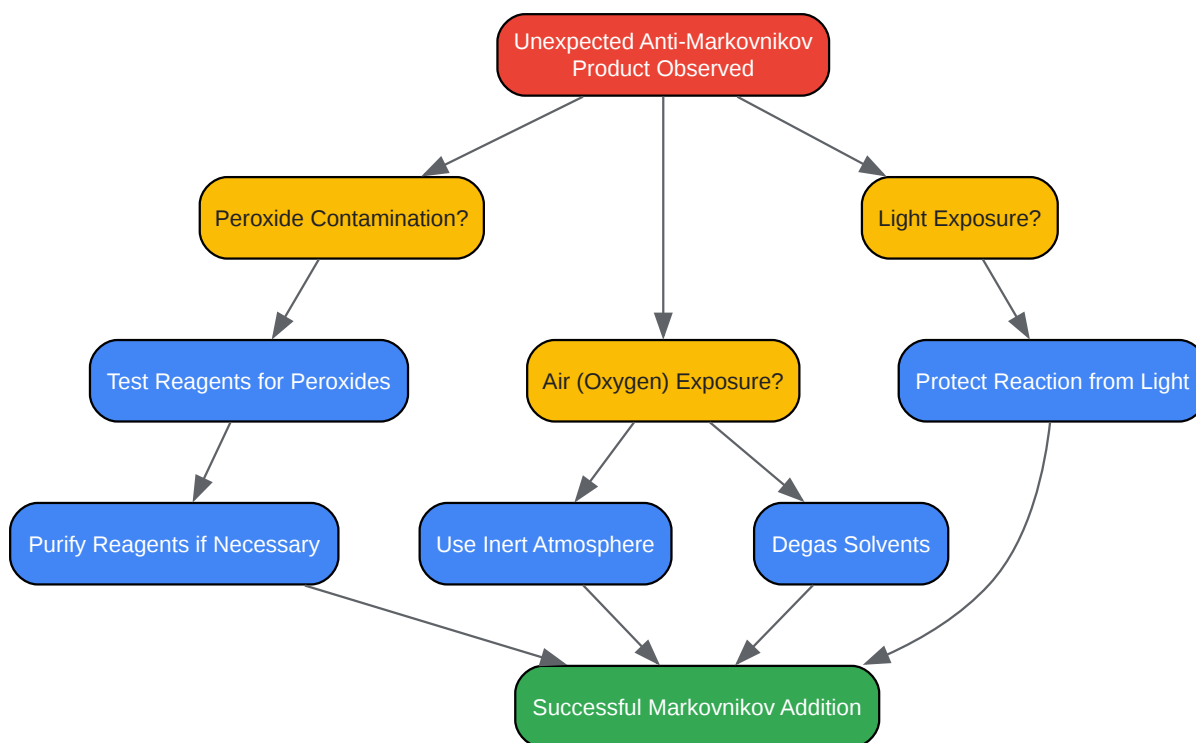 Unexpected Anti-Markovnikov
Product Observed
Peroxide Contamination?
Light Exposure?
Test Reagents for Peroxides
Air (Oxygen) Exposure?
Protect Reaction from Light
Purify Reagents if Necessary
Use Inert Atmosphere
Degas Solvents
Successful Markovnikov Addition